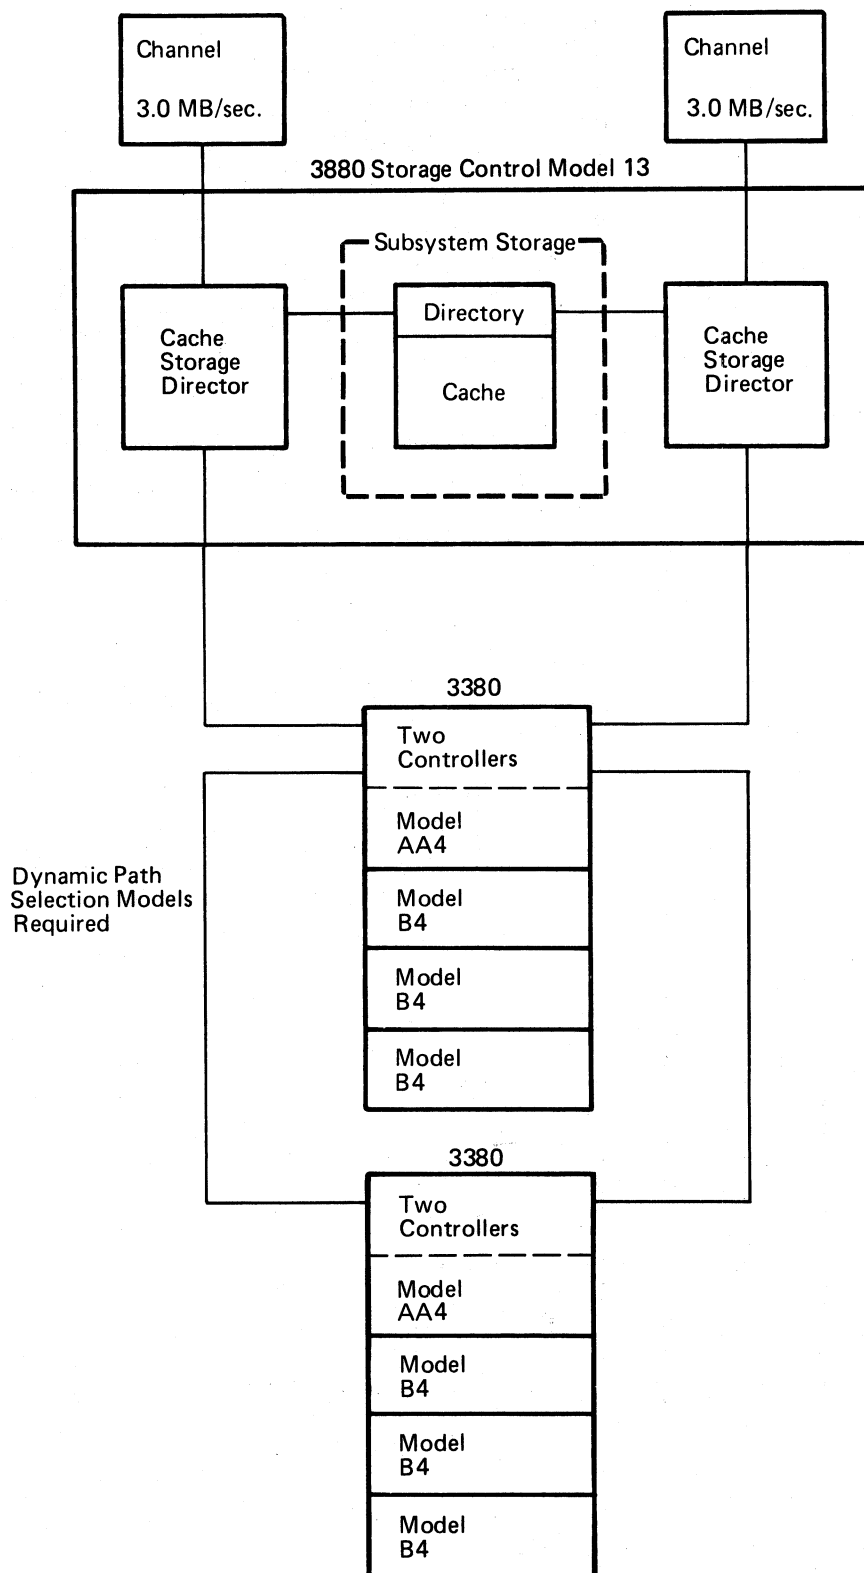 Channel
3.0 MB/sec.
Channel
3.0 MB/sec.
3880 Storage Control Model 13
Subsystem Storage
Cache
Storage
Director
Directory
Cache
Cache
Storage
Director
3380
Two
Controllers
Model
AA4
Model
B4
Model
B4
Model
B4
Dynamic Path
Selection Models
Required
3380
Two
Controllers
Model
AA4
Model
B4
Model
B4
Model
B4